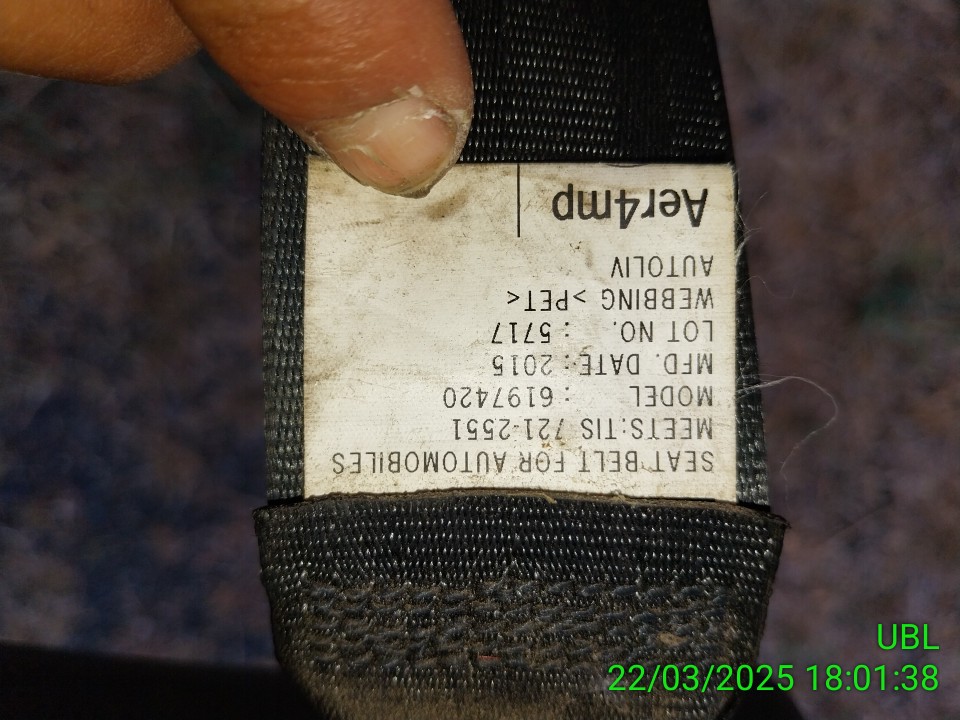 SEAT BELT FOR AUTOMOBILES
MEETS:TIS 721-2551
MODEL : 6197420
MFD. DATE : 2015
LOT NO. : 5717
WEBBING >PET<
AUTOLIV
Aer4mp |
UBL
22/03/2025 18:01:38